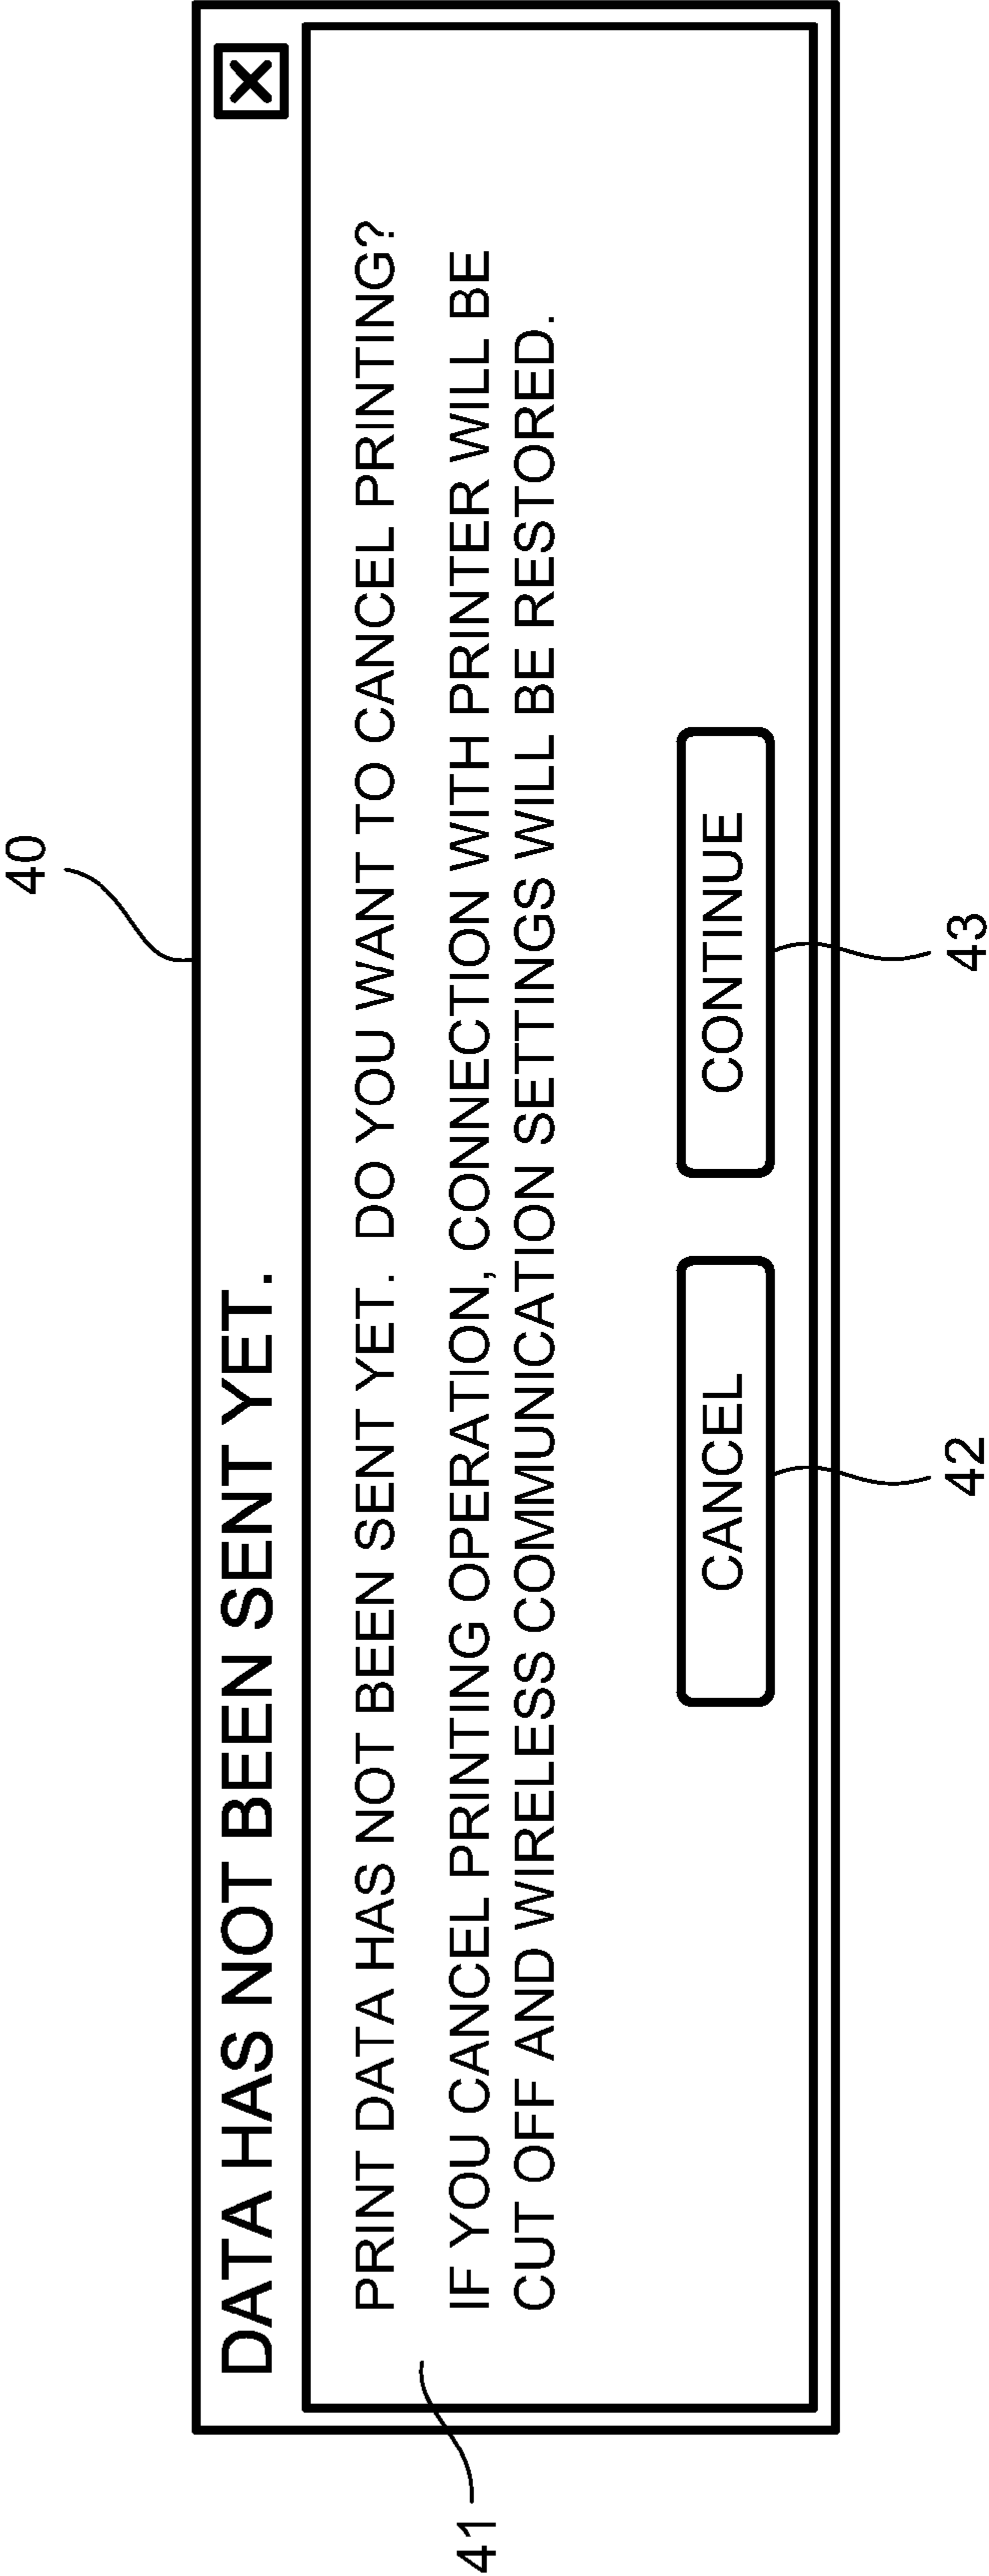 40
DATA HAS NOT BEEN SENT YET.
X
41
PRINT DATA HAS NOT BEEN SENT YET. DO YOU WANT TO CANCEL PRINTING?
IF YOU CANCEL PRINTING OPERATION, CONNECTION WITH PRINTER WILL BE
CUT OFF AND WIRELESS COMMUNICATION SETTINGS WILL BE RESTORED.
CANCEL
CONTINUE
42
43